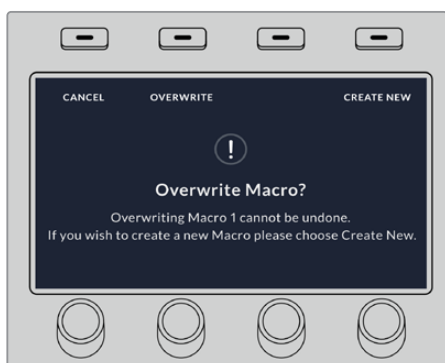 CANCEL OVERWRITE CREATE NEW
!
Overwrite Macro?
Overwriting Macro 1 cannot be undone.
If you wish to create a new Macro please choose Create New.